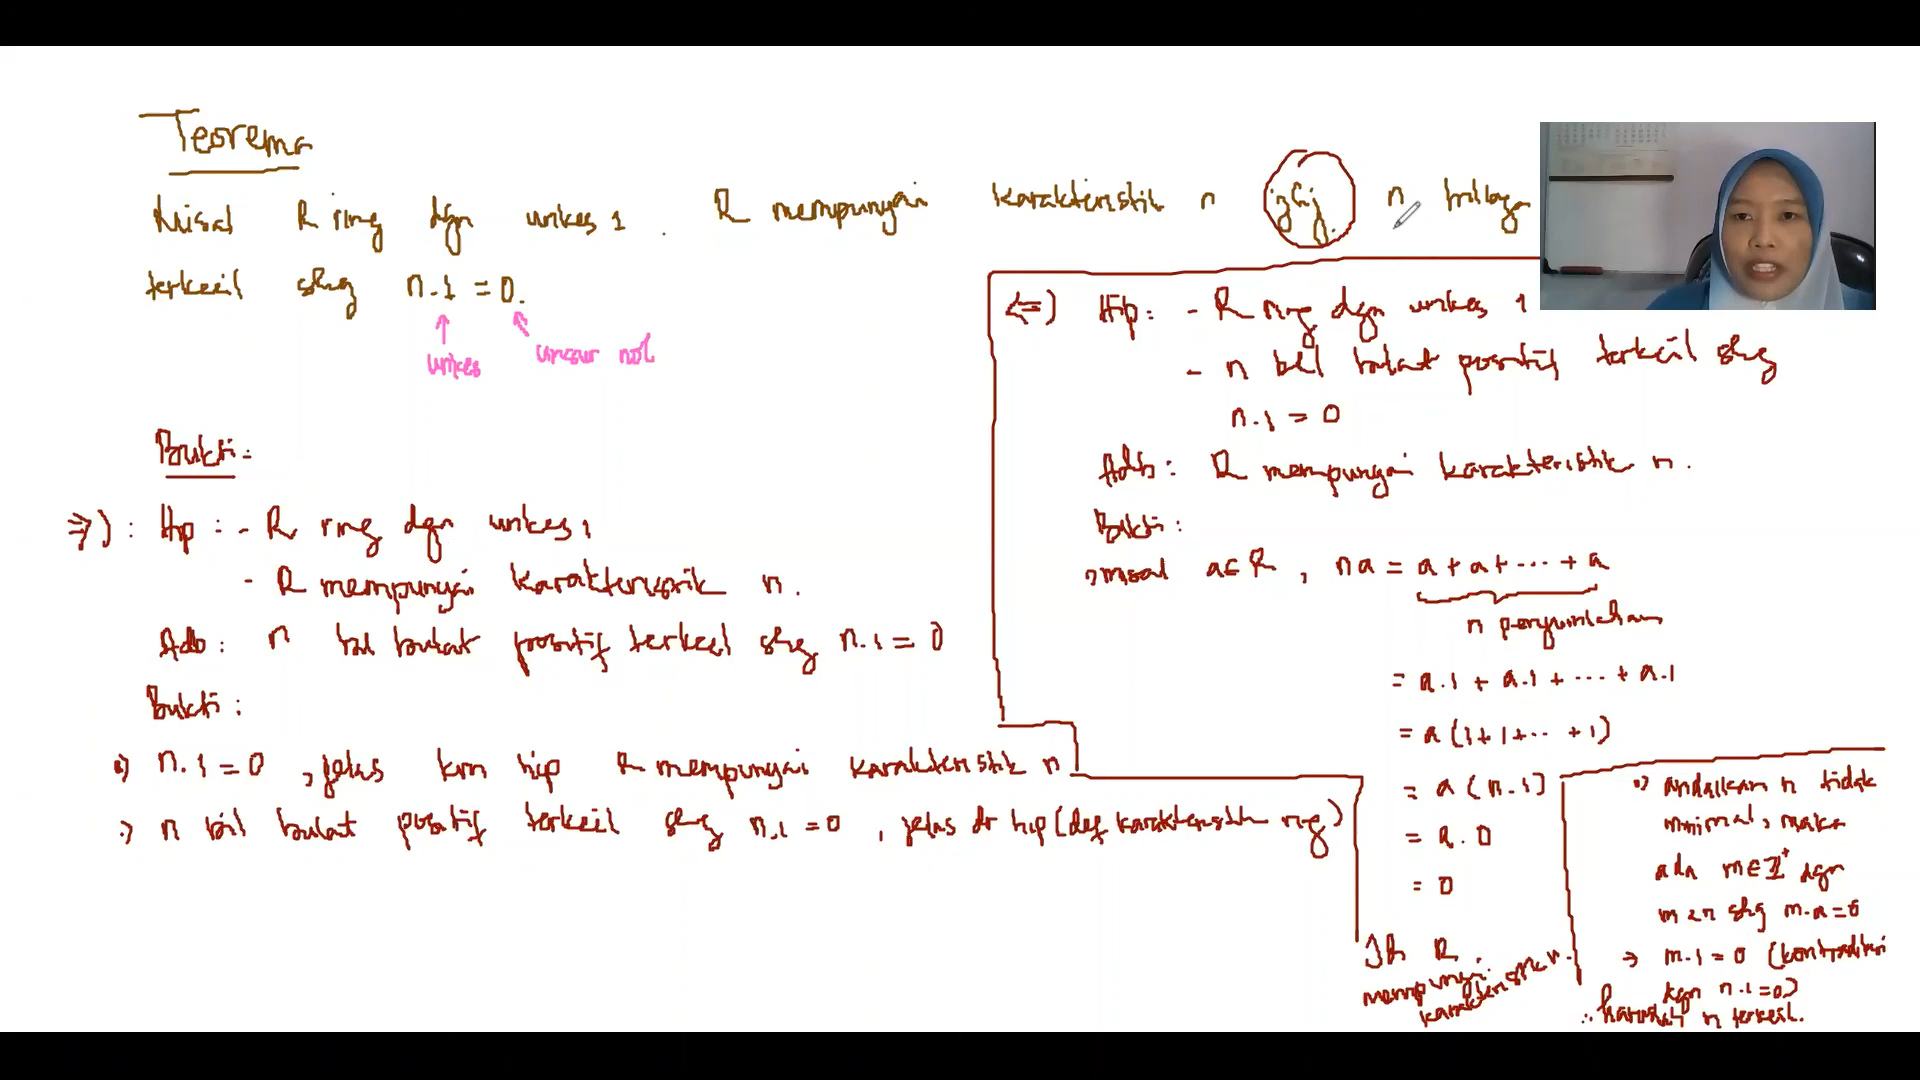 Teorema
Misal R ring dgn unkes 1. R mempunyai karakteristik n jhj n bilangan
terkecil shg n.1 = 0.
unkes
unsur nol
Bukti:
⇒): Hip: - R ring dgn unkes 1
- R mempunyai karakteristik n.
Adb: n bil bulat positif terkecil shg n.1 = 0
Bukti:
•) n.1 = 0, jelas krn hip R mempunyai karakteristik n
•) n bil bulat positif terkecil shg n.1 = 0, jelas dr hip (def karakteristik ring)
⇐) Hip: - R ring dgn unkes 1
- n bil bulat positif terkecil shg
n.1 = 0
Adb: R mempunyai karakteristik n.
Bukti:
•) misal a ∈ R, na = a + a + ... + a
n penjumlahan
= a.1 + a.1 + ... + a.1
= a(1+1+...+1)
= a(n.1)
= a.0
= 0
Jd R
mempunyai
karakteristik n.
•) andaikan n tidak
minimal, maka
ada m ∈ Z⁺ dgn
m < n shg m.a = 0
→ m.1 = 0 (kontradiksi
dgn n.1 = 0)
∴ haruslah n terkecil.